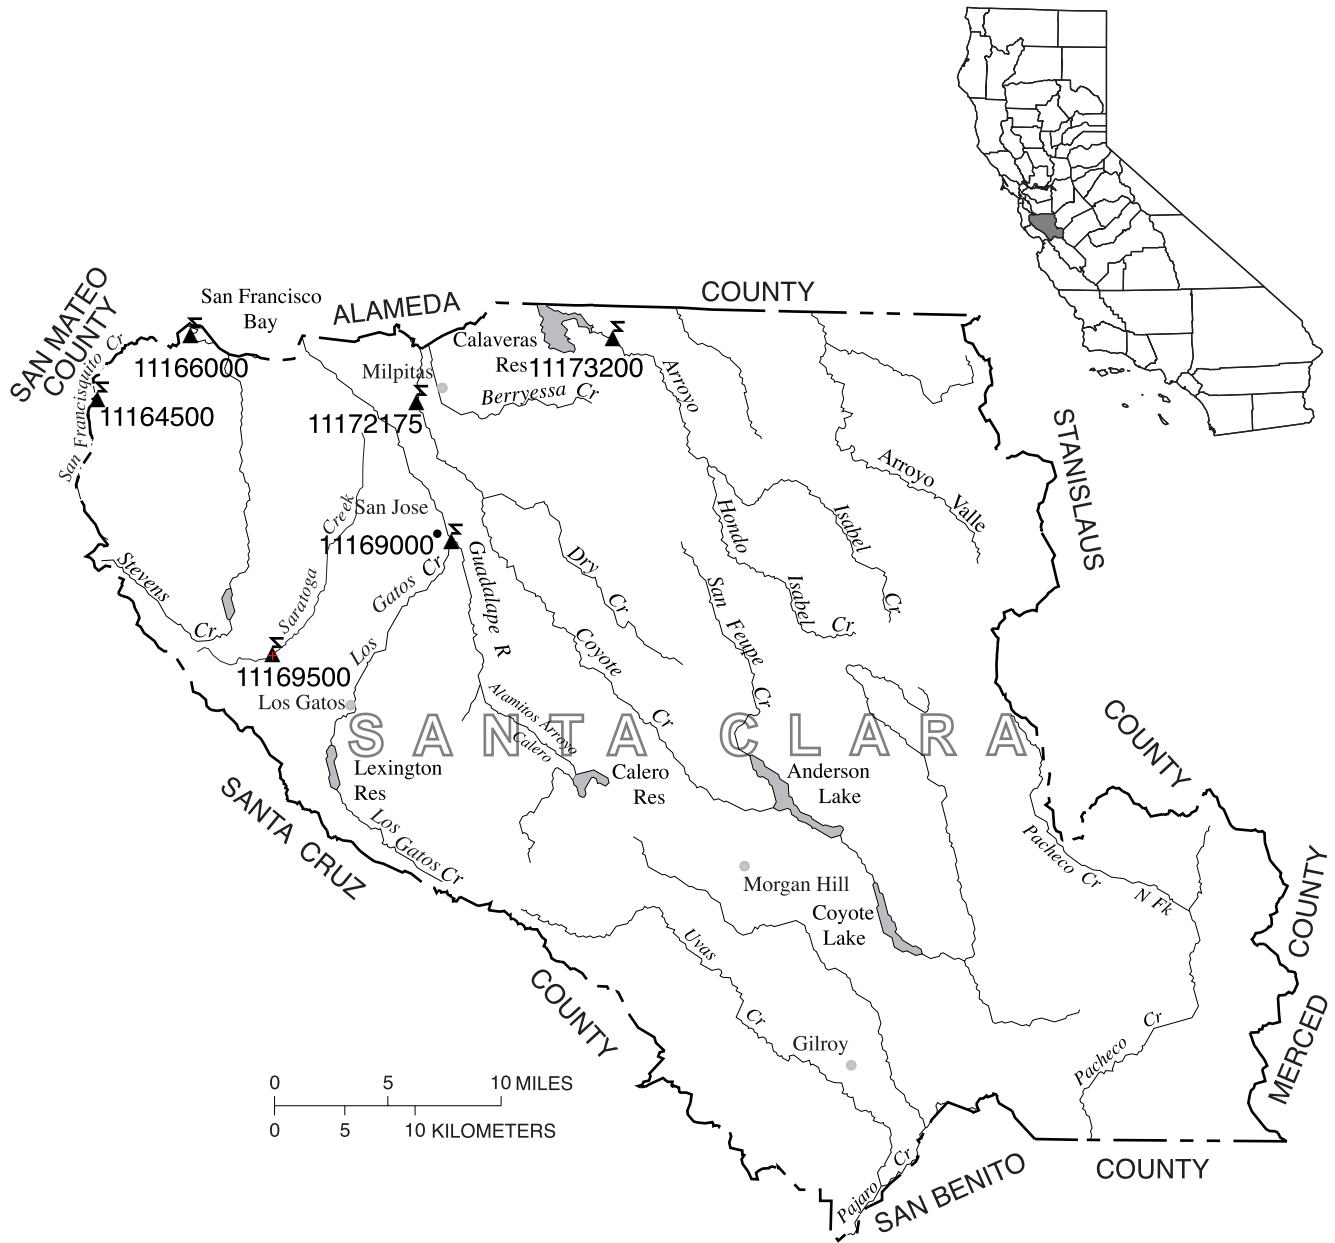 SAN MATEO
COUNTY
San Francisco
Bay
ALAMEDA
COUNTY
San Francisquito Cr
11166000
11164500
Milpitas
Calaveras
Res
11173200
Berryessa Cr
11172175
Arroyo
Hondo
Arroyo
Valle
STANISLAUS
San Jose
11169000
Saratoga
Creek
Stevens
Cr
11169500
Los Gatos
Los
Gatos Cr
Guadalape R
Dry
Cr
Coyote
Cr
Isabel
Cr
Isabel
Cr
San
Feupe
Cr
Alamitos Arroyo
Calero
SANTA CLARA
COUNTY
Lexington
Res
Calero
Res
Anderson
Lake
Los
Gatos Cr
SANTA CRUZ
COUNTY
Morgan Hill
Coyote
Lake
Pacheco Cr
N Fk
COUNTY
MERCED
Uvas
Cr
Gilroy
Pacheco
Cr
Pajaro
Cr
SAN BENITO
COUNTY
0 5 10 MILES
0 5 10 KILOMETERS